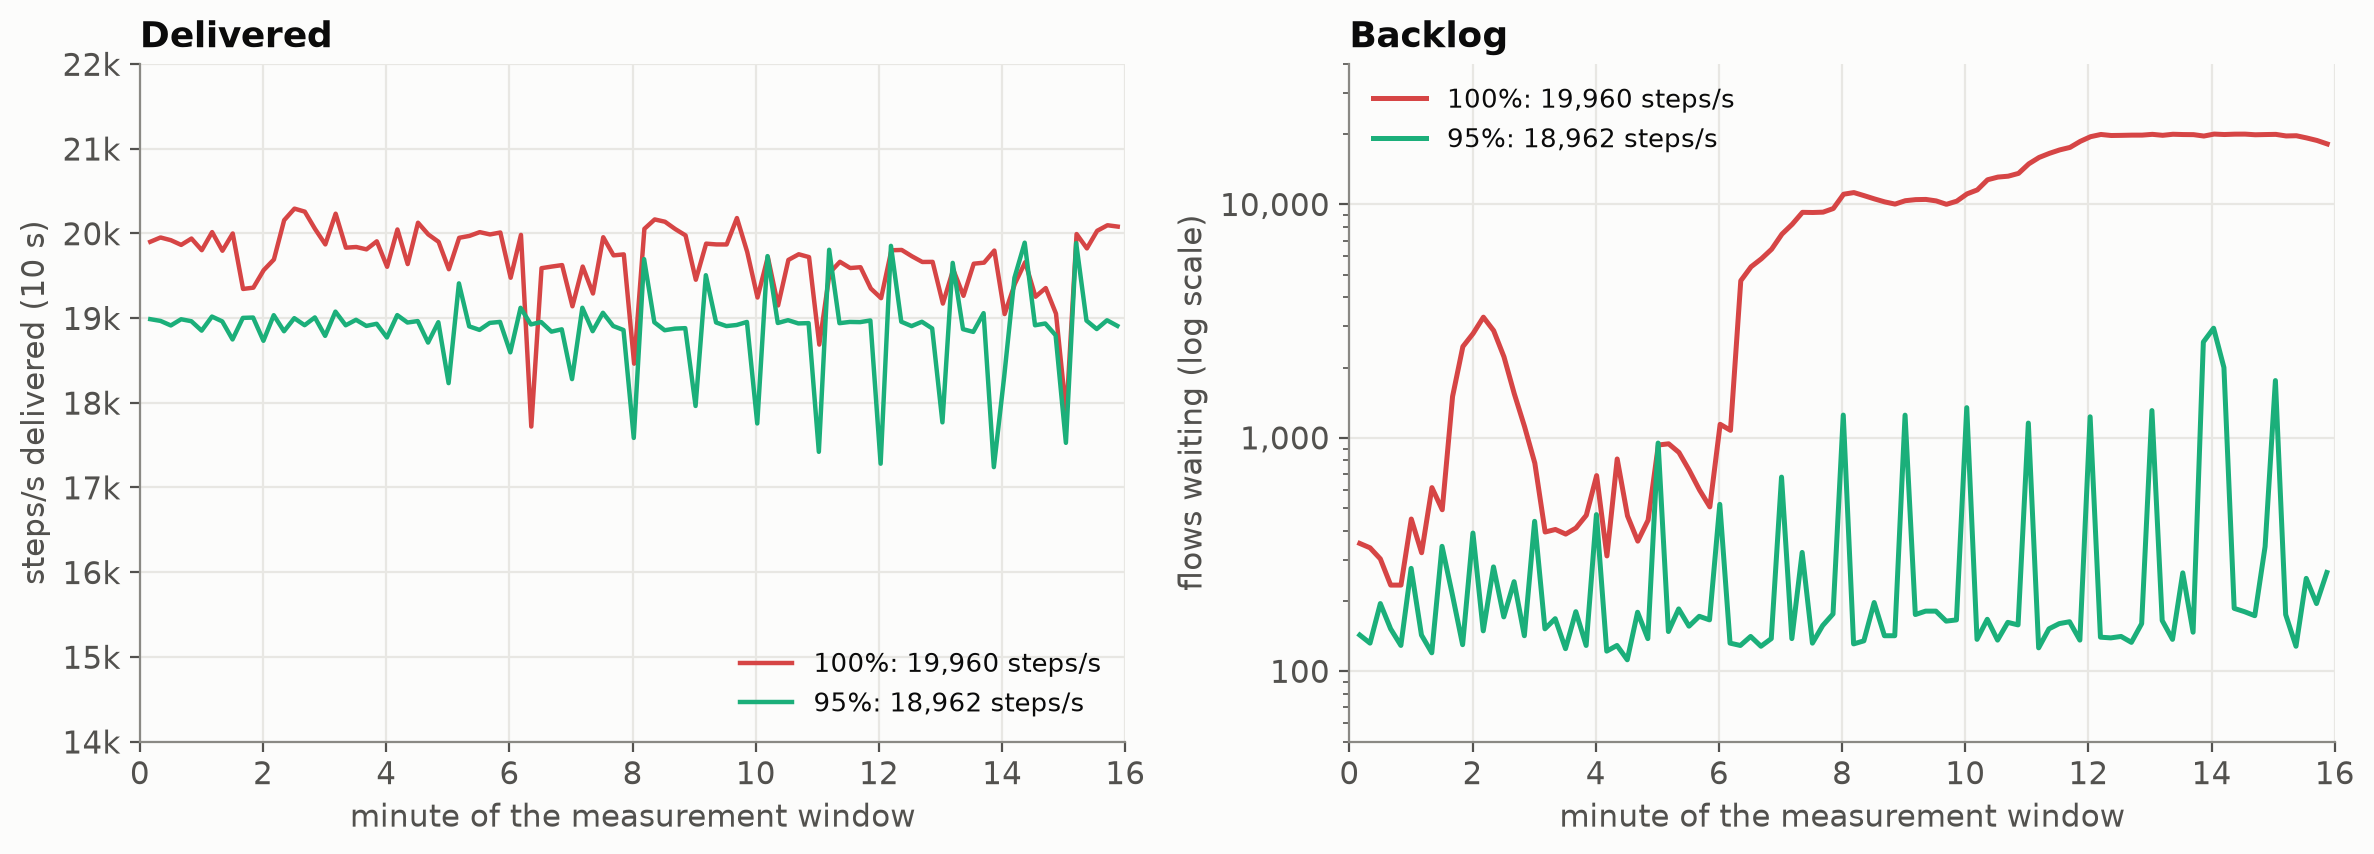 Delivered
22k
21k
20k
19k
18k
17k
16k
15k
14k
steps/s delivered (10 s)
100%: 19,960 steps/s
95%: 18,962 steps/s
0 2 4 6 8 10 12 14 16
minute of the measurement window
Backlog
10,000
1,000
100
flows waiting (log scale)
100%: 19,960 steps/s
95%: 18,962 steps/s
0 2 4 6 8 10 12 14 16
minute of the measurement window